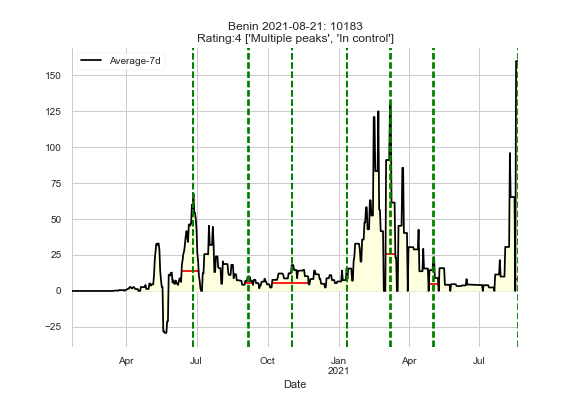 Benin 2021-08-21: 10183
Rating:4 ['Multiple peaks', 'In control']
Average-7d
150
125
100
75
50
25
0
−25
Apr
Jul
Oct
Jan
2021
Apr
Jul
Date